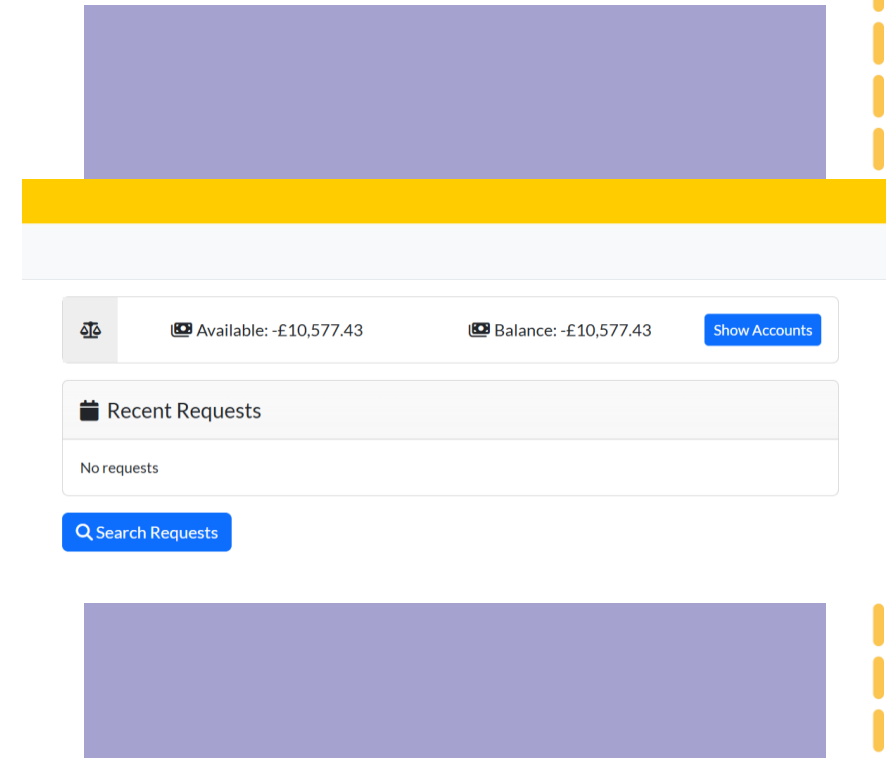 Available: -£10,577.43 Balance: -£10,577.43 Show Accounts
Recent Requests
No requests
Search Requests